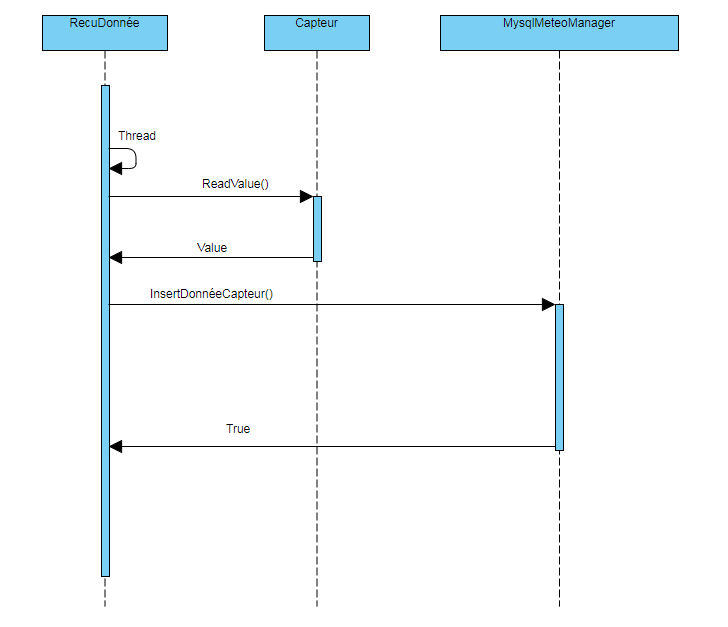 RecuDonnée
Capteur
MysqlMeteoManager
Thread
ReadValue()
Value
InsertDonnéeCapteur()
True